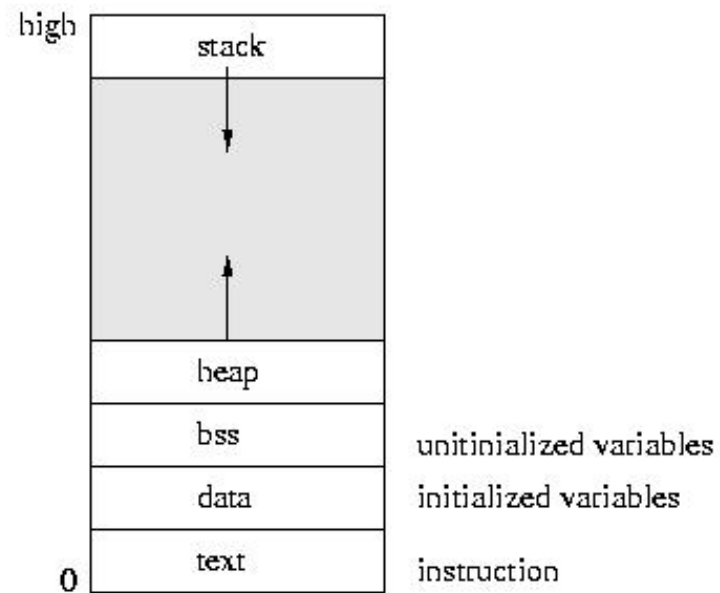 high
stack
heap
bss
unitinialized variables
data
initialized variables
text
0
instruction